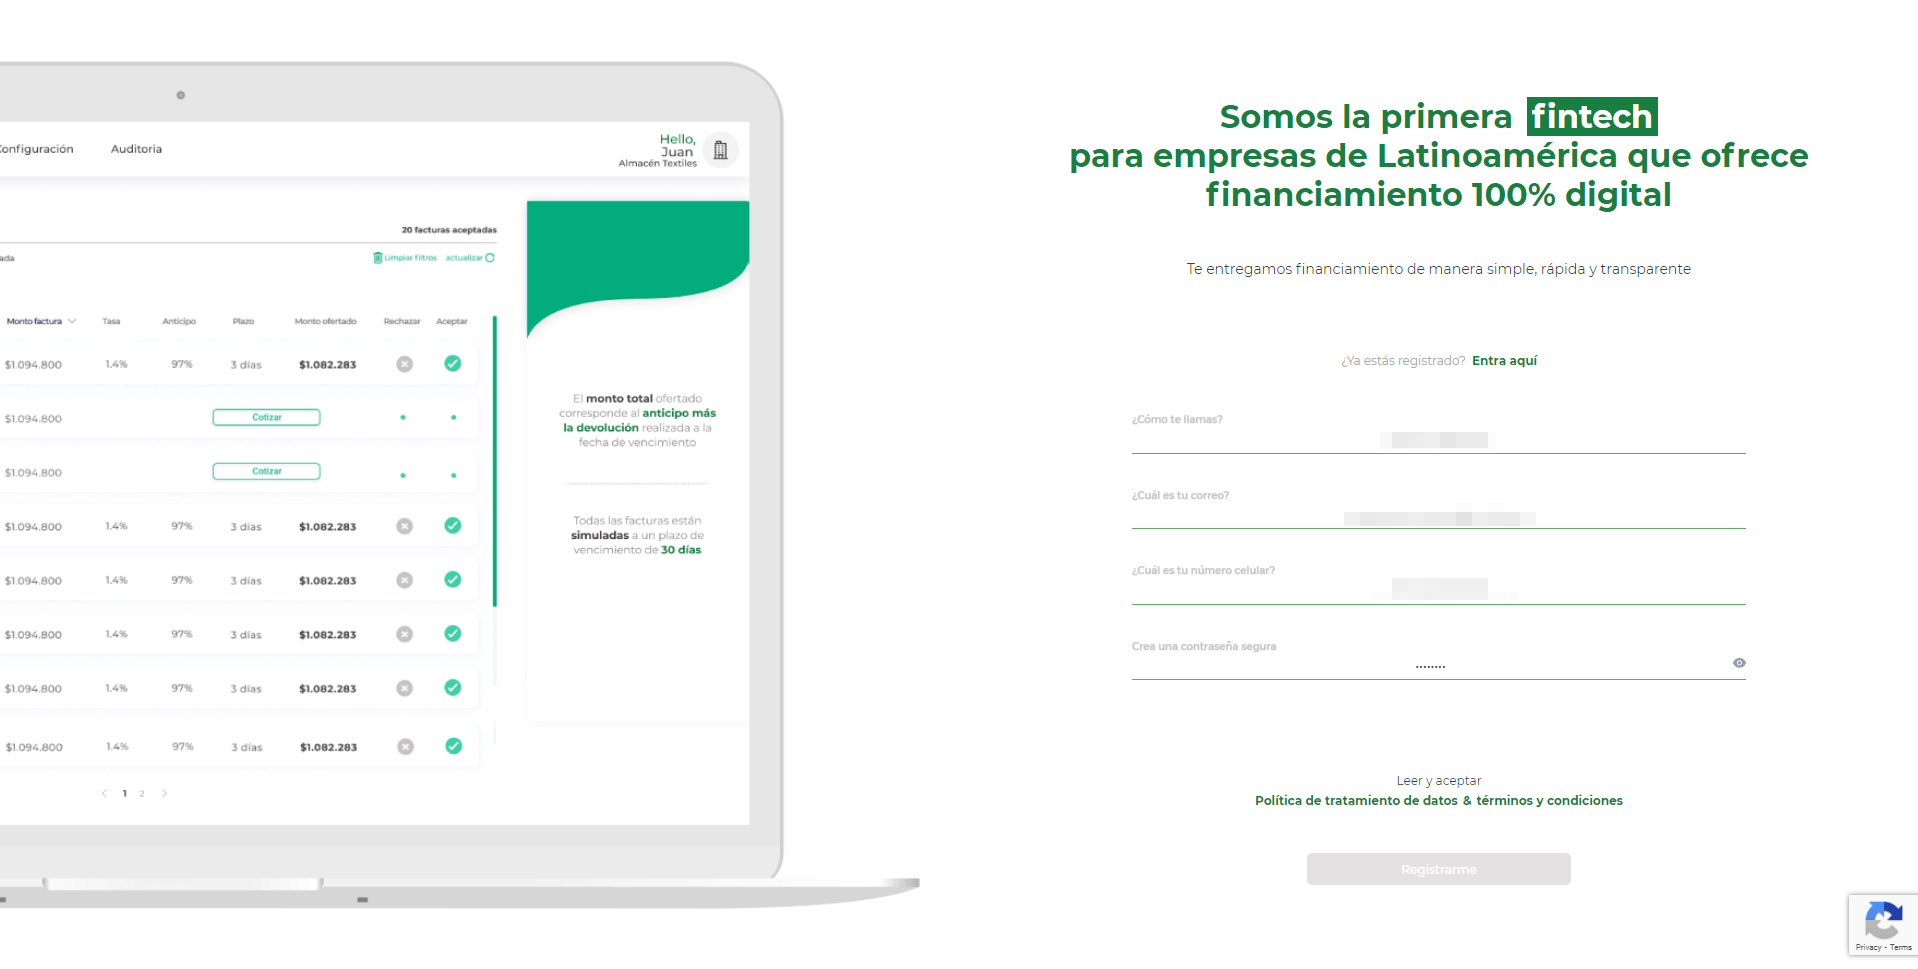 Configuración Auditoria
Hello,
Juan
Almacén Textiles
20 facturas aceptadas
Limpiar filtros actualizar
Monto factura Tasa Anticipo Plazo Monto ofertado Rechazar Aceptar
$1.094.800 1.4% 97% 3 días $1.082.283
$1.094.800 Cotizar
$1.094.800 Cotizar
$1.094.800 1.4% 97% 3 días $1.082.283
$1.094.800 1.4% 97% 3 días $1.082.283
$1.094.800 1.4% 97% 3 días $1.082.283
$1.094.800 1.4% 97% 3 días $1.082.283
$1.094.800 1.4% 97% 3 días $1.082.283
1 2
El monto total ofertado
corresponde al anticipo más
la devolución realizada a la
fecha de vencimiento
Todas las facturas están
simuladas a un plazo de
vencimiento de 30 días
Somos la primera fintech
para empresas de Latinoamérica que ofrece
financiamiento 100% digital
Te entregamos financiamiento de manera simple, rápida y transparente
¿Ya estás registrado? Entra aquí
¿Cómo te llamas?
¿Cuál es tu correo?
¿Cuál es tu número celular?
Crea una contraseña segura
........
Leer y aceptar
Política de tratamiento de datos & términos y condiciones
Registrarme
Privacy - Terms